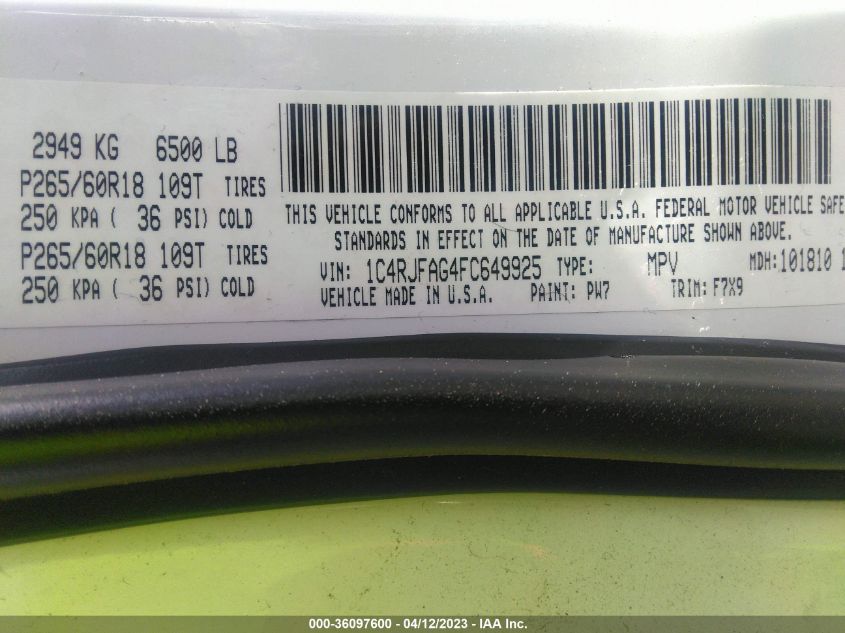 2949 KG 6500 LB
P265/60R18 109T TIRES
250 KPA ( 36 PSI) COLD
P265/60R18 109T TIRES
250 KPA ( 36 PSI) COLD
THIS VEHICLE CONFORMS TO ALL APPLICABLE U.S.A. FEDERAL MOTOR VEHICLE SAFE
STANDARDS IN EFFECT ON THE DATE OF MANUFACTURE SHOWN ABOVE.
VIN: 1C4RJFAG4FC649925 TYPE: MPV MDH:101810 1
VEHICLE MADE IN U.S.A. PAINT: PW7 TRIM: F7X9
000-36097600 - 04/12/2023 - IAA Inc.